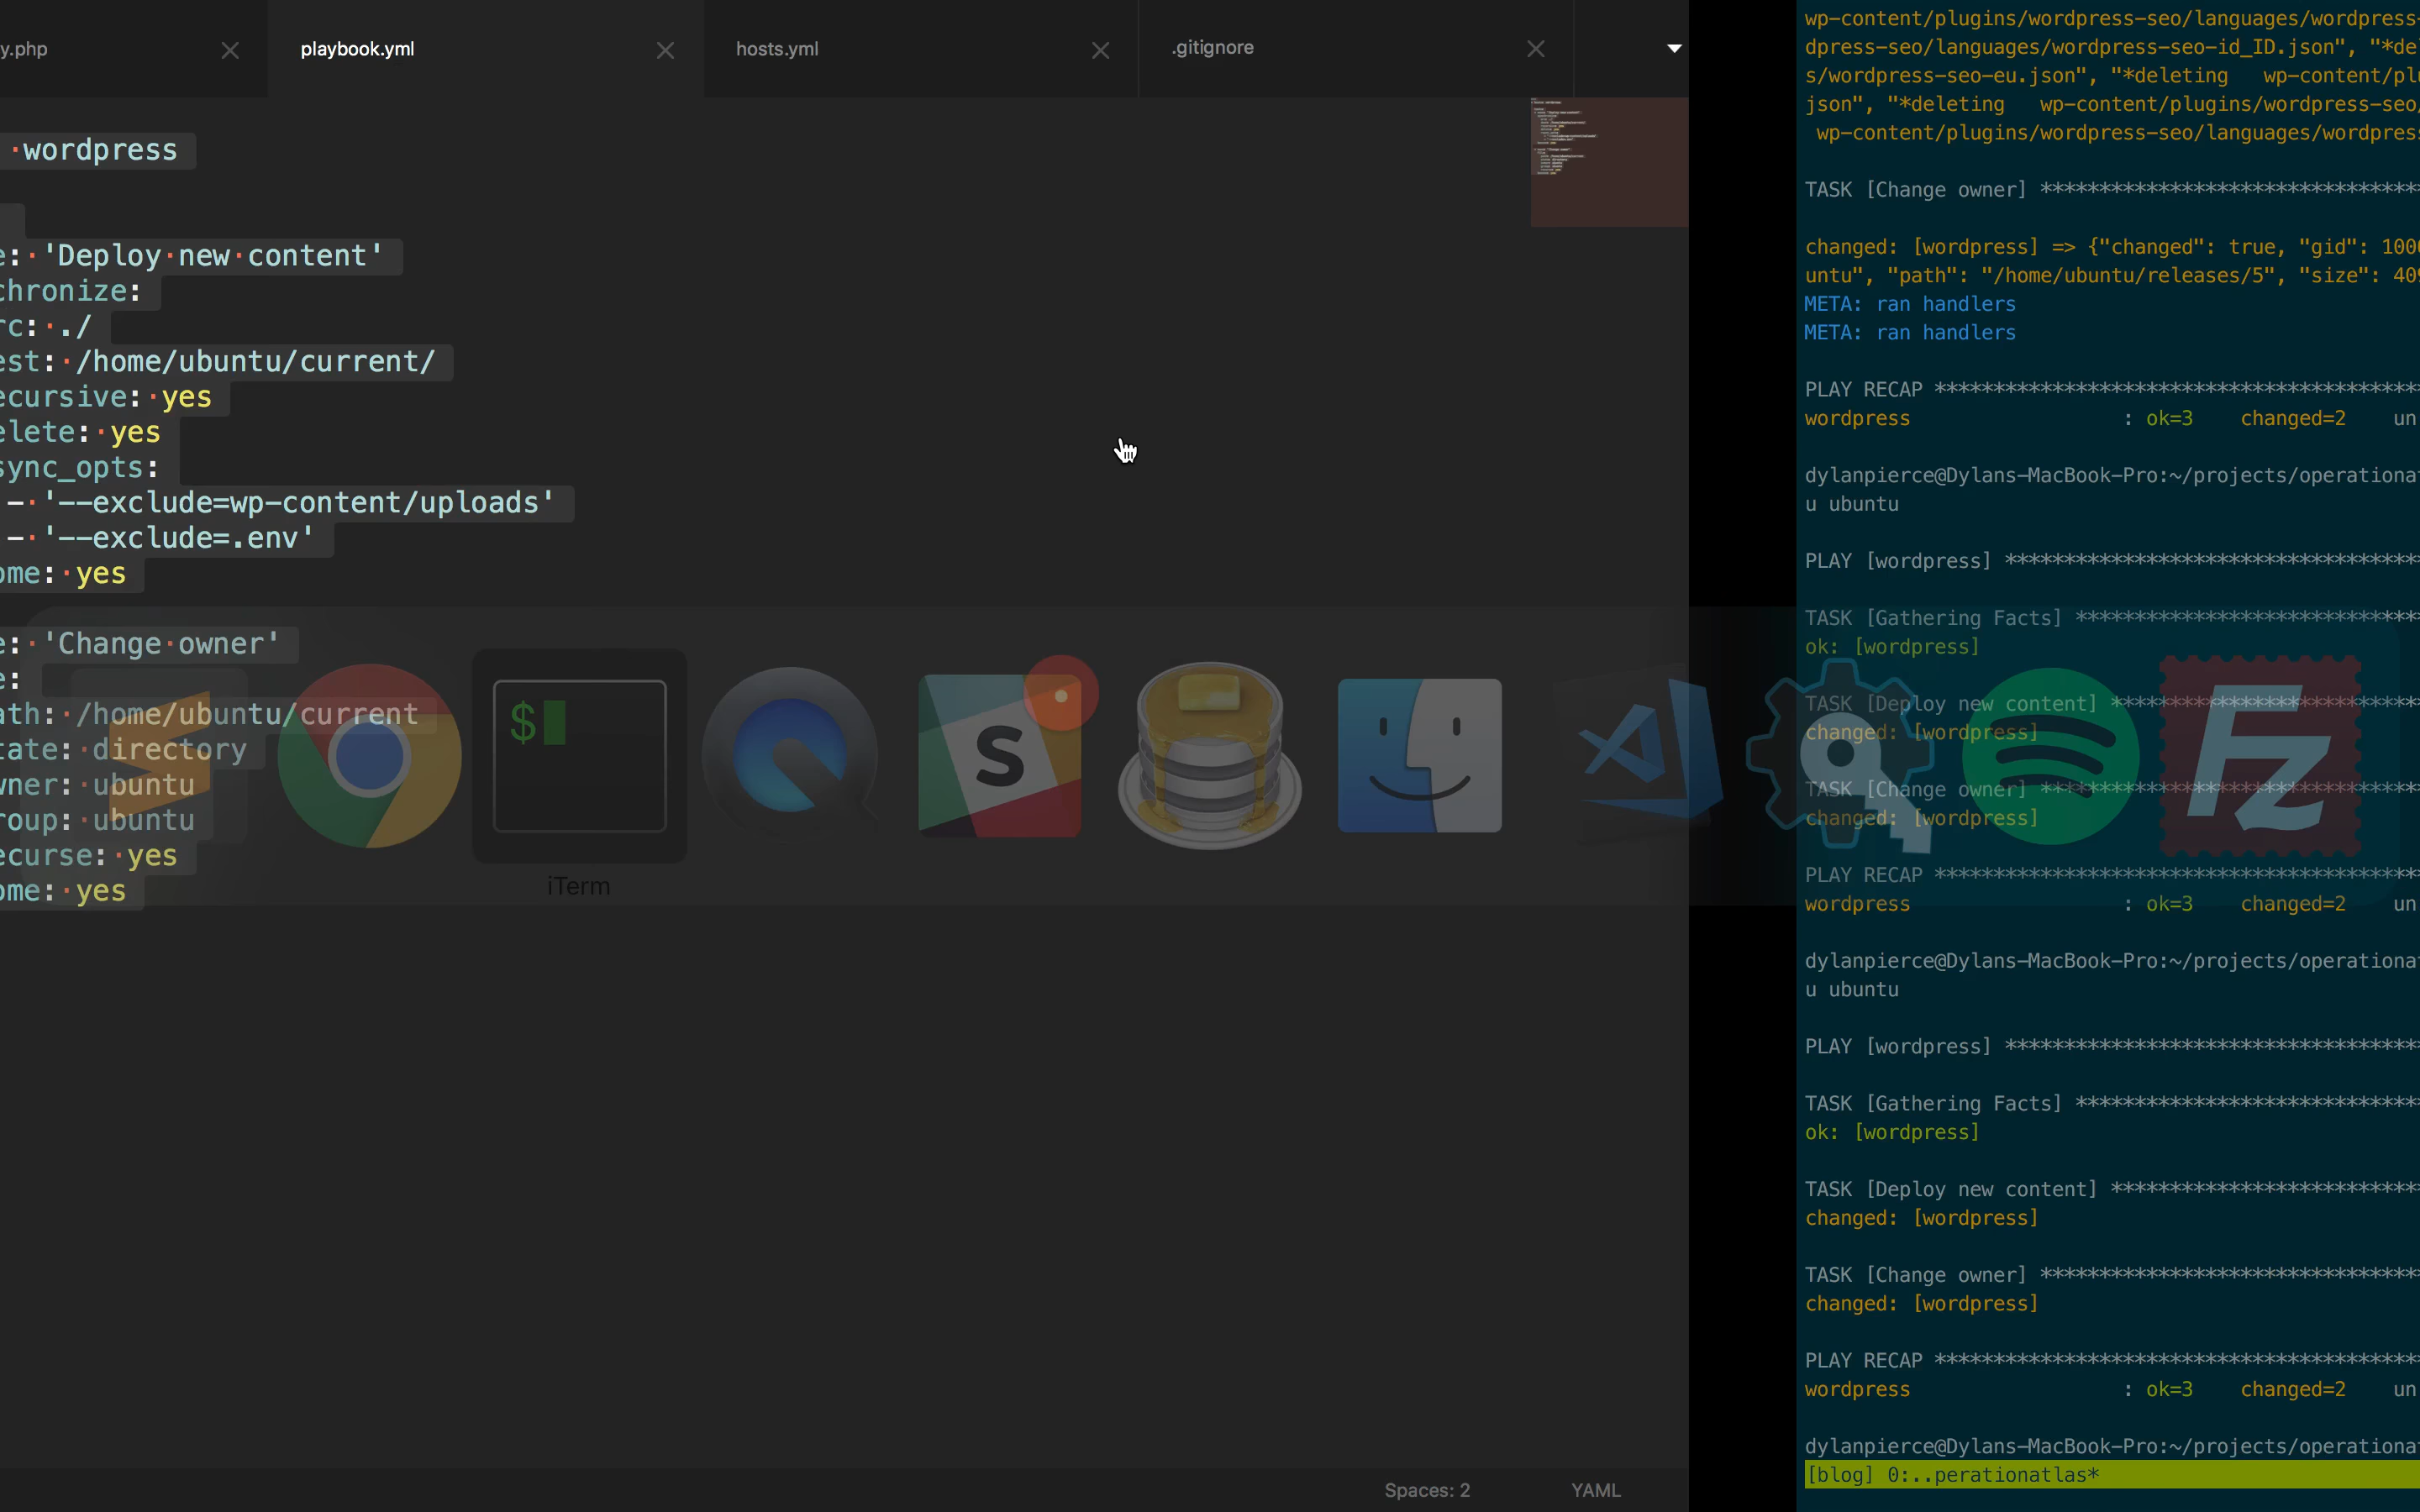 y.php
playbook.yml
hosts.yml
.gitignore
·wordpress
e:·'Deploy·new·content'
chronize:
rc:·./
est:·/home/ubuntu/current/
ecursive:·yes
elete:·yes
sync_opts:
-·'--exclude=wp-content/uploads'
-·'--exclude=.env'
ome:·yes
e:·'Change·owner'
e:
ath:·/home/ubuntu/current
tate:·directory
wner:·ubuntu
roup:·ubuntu
ecurse:·yes
ome:·yes
$
S
Fz
iTerm
Spaces: 2
YAML
wp-content/plugins/wordpress-seo/languages/wordpress-
dpress-seo/languages/wordpress-seo-id_ID.json", "*de
s/wordpress-seo-eu.json", "*deleting   wp-content/plu
json", "*deleting   wp-content/plugins/wordpress-seo/
wp-content/plugins/wordpress-seo/languages/wordpress
TASK [Change owner] ********************************
changed: [wordpress] => {"changed": true, "gid": 1000
untu", "path": "/home/ubuntu/releases/5", "size": 409
META: ran handlers
META: ran handlers
PLAY RECAP *****************************************
wordpress                  : ok=3    changed=2    un
dylanpierce@Dylans-MacBook-Pro:~/projects/operationat
u ubuntu
PLAY [wordpress] ***********************************
TASK [Gathering Facts] *****************************
ok: [wordpress]
TASK [Deploy new content] **************************
changed: [wordpress]
TASK [Change owner] ********************************
changed: [wordpress]
PLAY RECAP *****************************************
wordpress                  : ok=3    changed=2    un
dylanpierce@Dylans-MacBook-Pro:~/projects/operationat
u ubuntu
PLAY [wordpress] ***********************************
TASK [Gathering Facts] *****************************
ok: [wordpress]
TASK [Deploy new content] **************************
changed: [wordpress]
TASK [Change owner] ********************************
changed: [wordpress]
PLAY RECAP *****************************************
wordpress                  : ok=3    changed=2    un
dylanpierce@Dylans-MacBook-Pro:~/projects/operationat
[blog] 0:..perationatlas*